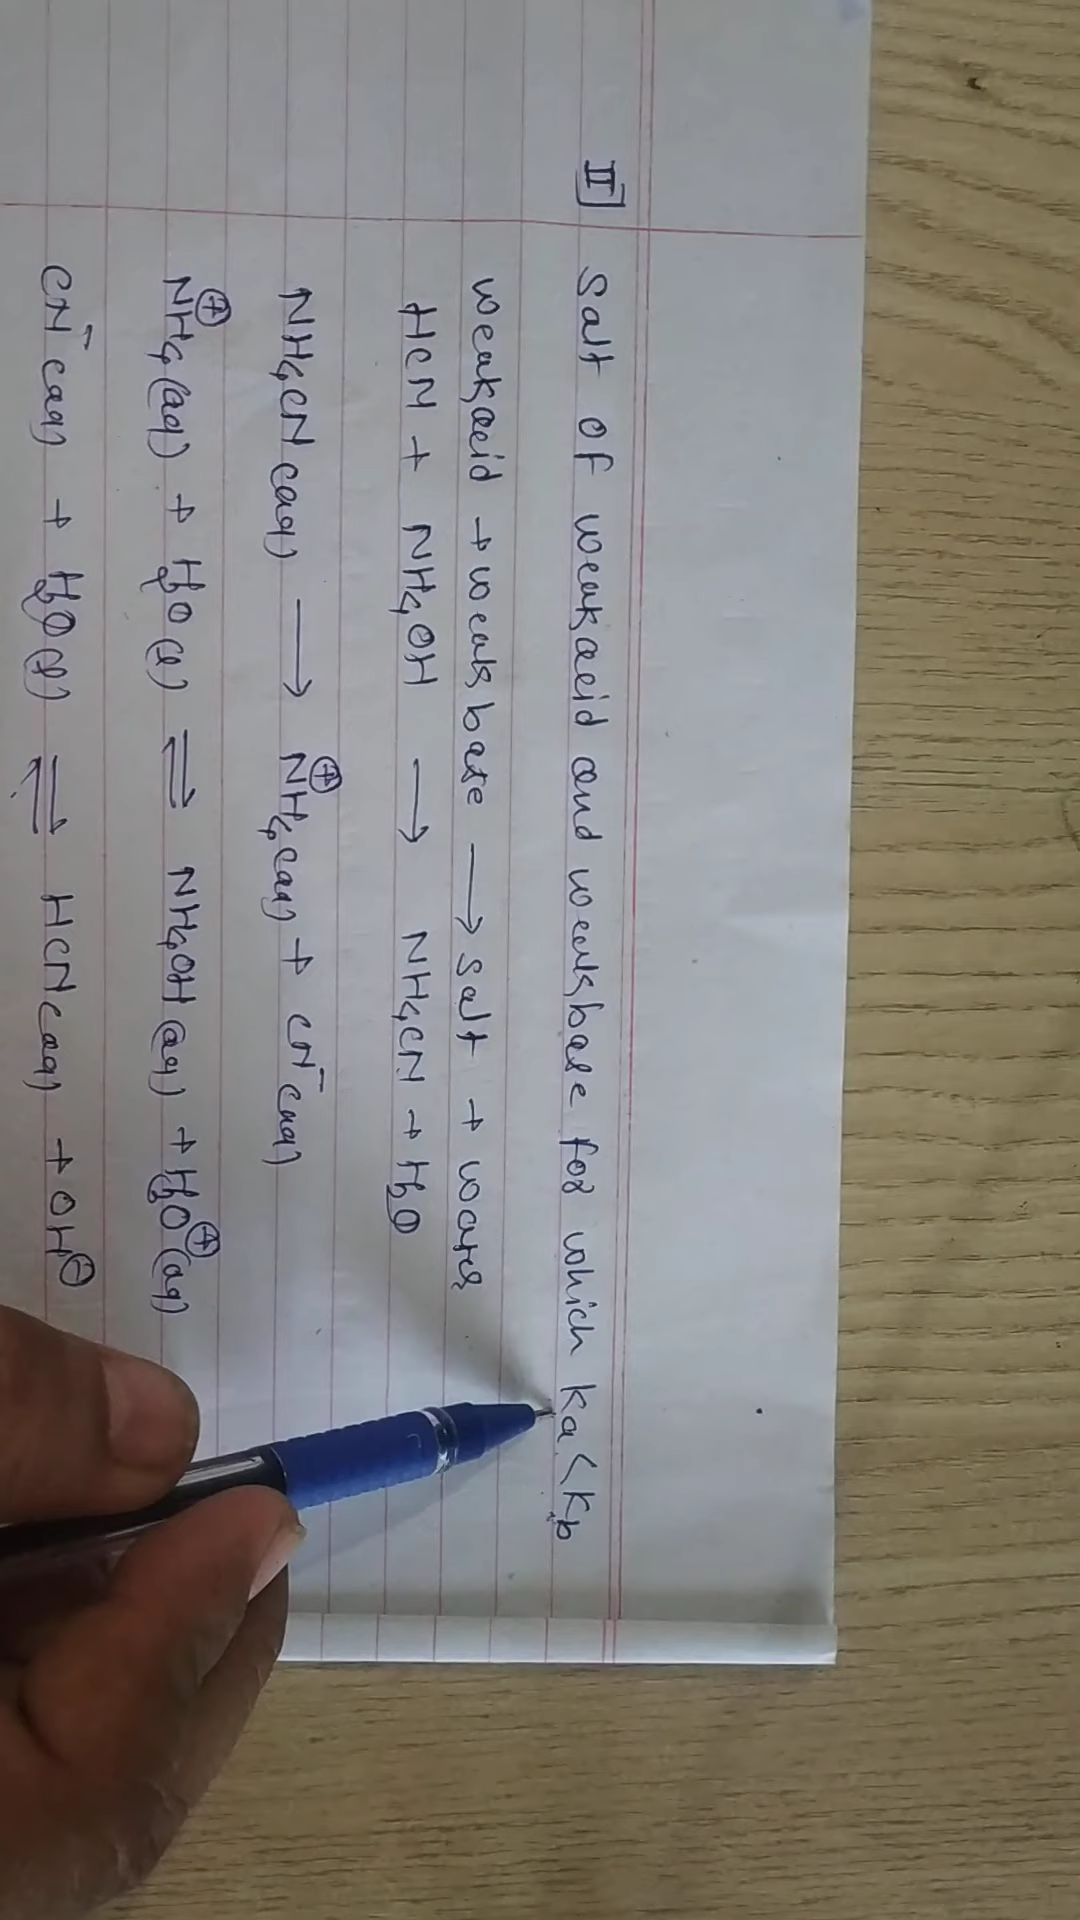 II] Salt of weak acid and weak base for which Ka < Kb
weak acid + weak base → salt + water
HCN + NH₄OH → NH₄CN + H₂O
NH₄CN (aq) → NH₄⊕ (aq) + CN⁻ (aq)
NH₄⊕ (aq) + H₂O (l) ⇌ NH₄OH (aq) + H₃O⊕ (aq)
CN⁻ (aq) + H₂O (l) ⇌ HCN (aq) + OH⊖